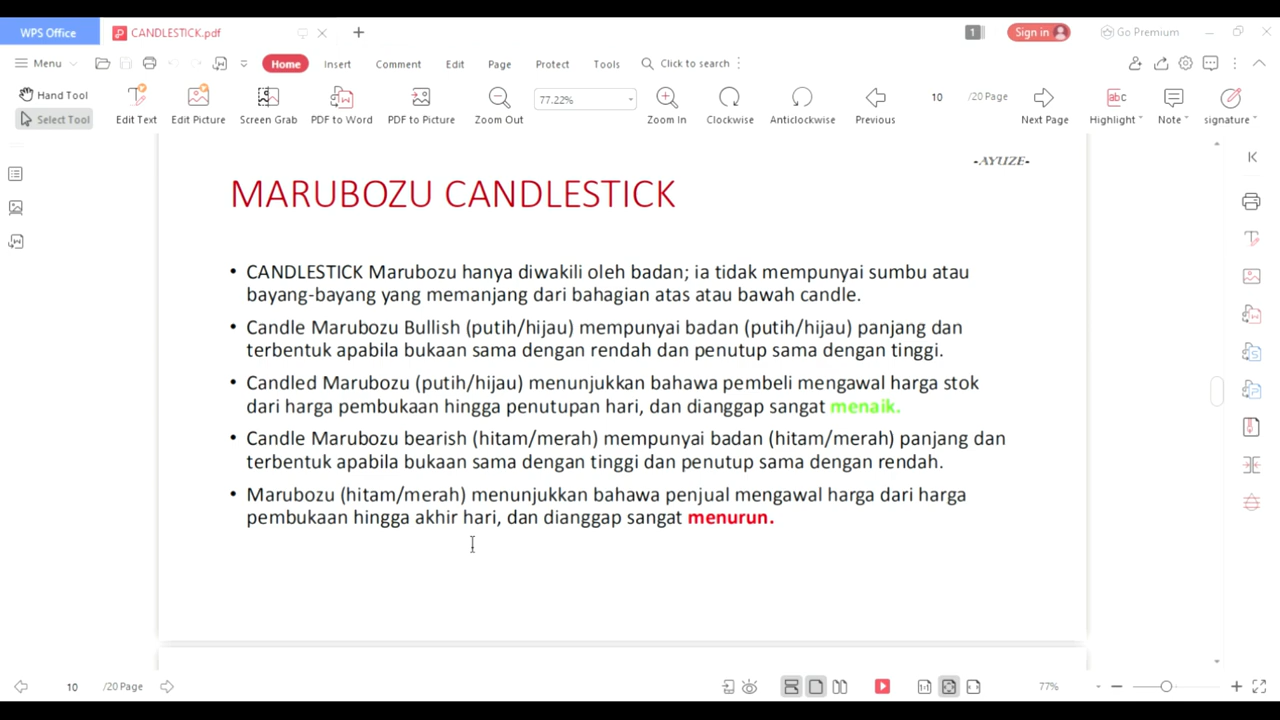 WPS Office
CANDLESTICK.pdf
1
Sign in
Go Premium
Menu
Home
Insert
Comment
Edit
Page
Protect
Tools
Click to search
Hand Tool
Select Tool
Edit Text
Edit Picture
Screen Grab
PDF to Word
PDF to Picture
Zoom Out
77.22%
Zoom In
Clockwise
Anticlockwise
Previous
10 /20 Page
Next Page
Highlight
Note
signature
-AYUZE-
MARUBOZU CANDLESTICK
• CANDLESTICK Marubozu hanya diwakili oleh badan; ia tidak mempunyai sumbu atau
bayang-bayang yang memanjang dari bahagian atas atau bawah candle.
• Candle Marubozu Bullish (putih/hijau) mempunyai badan (putih/hijau) panjang dan
terbentuk apabila bukaan sama dengan rendah dan penutup sama dengan tinggi.
• Candled Marubozu (putih/hijau) menunjukkan bahawa pembeli mengawal harga stok
dari harga pembukaan hingga penutupan hari, dan dianggap sangat menaik.
• Candle Marubozu bearish (hitam/merah) mempunyai badan (hitam/merah) panjang dan
terbentuk apabila bukaan sama dengan tinggi dan penutup sama dengan rendah.
• Marubozu (hitam/merah) menunjukkan bahawa penjual mengawal harga dari harga
pembukaan hingga akhir hari, dan dianggap sangat menurun.
10 /20 Page
77%